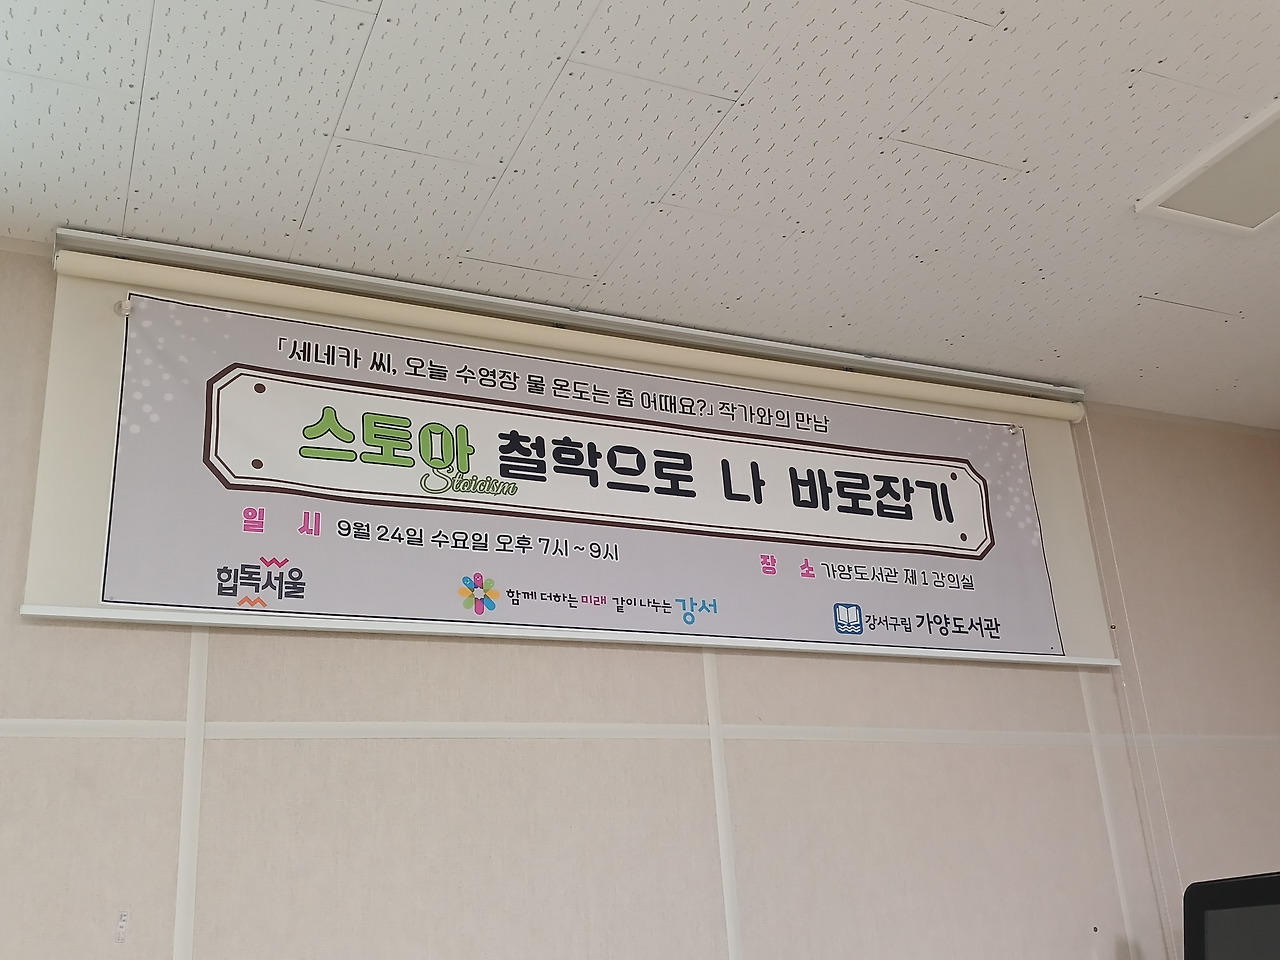 「세네카 씨, 오늘 수영장 물 온도는 좀 어때요?」 작가와의 만남
스토아 철학으로 나 바로잡기
Stoicism
일 시 9월 24일 수요일 오후 7시 ~ 9시
장 소 가양도서관 제 1 강의실
힙독서울
함께 더하는 미래 같이 나누는 강서
강서구립 가양도서관